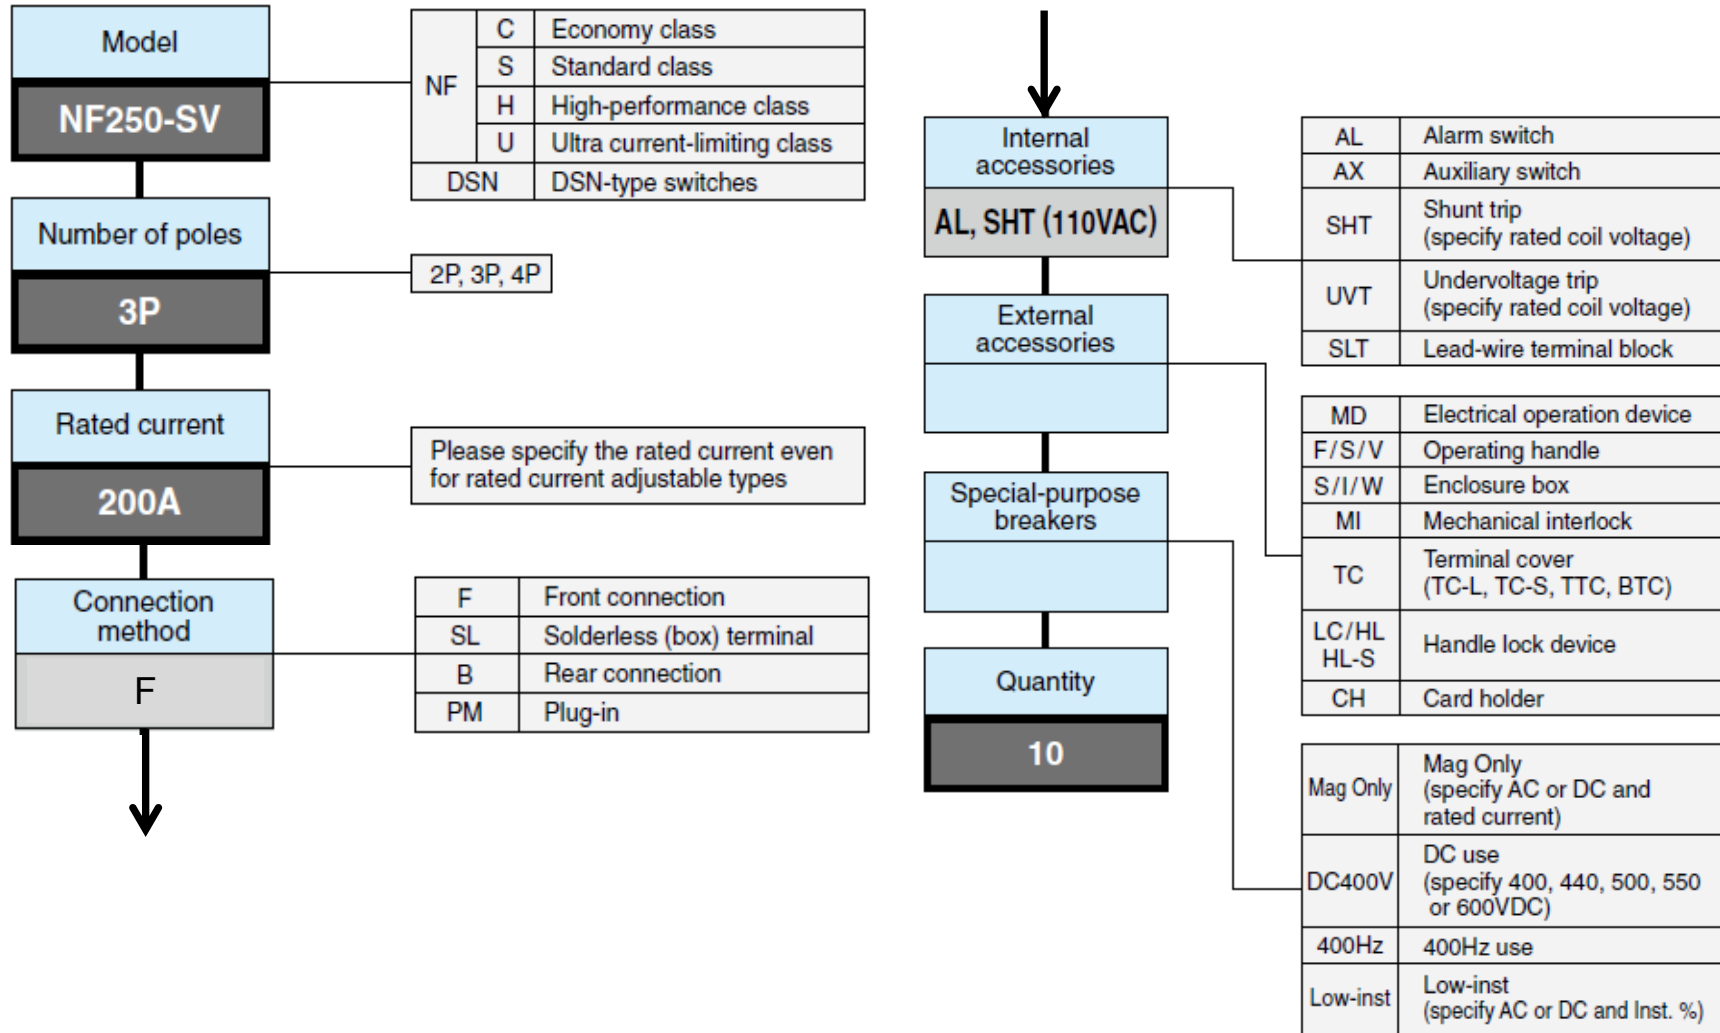 Model
NF250-SV
NF
C Economy class
S Standard class
H High-performance class
U Ultra current-limiting class
DSN DSN-type switches
Number of poles
3P
2P, 3P, 4P
Rated current
200A
Please specify the rated current even
for rated current adjustable types
Connection
method
F
F Front connection
SL Solderless (box) terminal
B Rear connection
PM Plug-in
Internal
accessories
AL, SHT (110VAC)
AL Alarm switch
AX Auxiliary switch
SHT Shunt trip
(specify rated coil voltage)
UVT Undervoltage trip
(specify rated coil voltage)
SLT Lead-wire terminal block
External
accessories
MD Electrical operation device
F/S/V Operating handle
S/I/W Enclosure box
MI Mechanical interlock
TC Terminal cover
(TC-L, TC-S, TTC, BTC)
LC/HL
HL-S Handle lock device
CH Card holder
Special-purpose
breakers
Mag Only Mag Only
(specify AC or DC and
rated current)
DC400V DC use
(specify 400, 440, 500, 550
or 600VDC)
400Hz 400Hz use
Low-inst Low-inst
(specify AC or DC and Inst. %)
Quantity
10